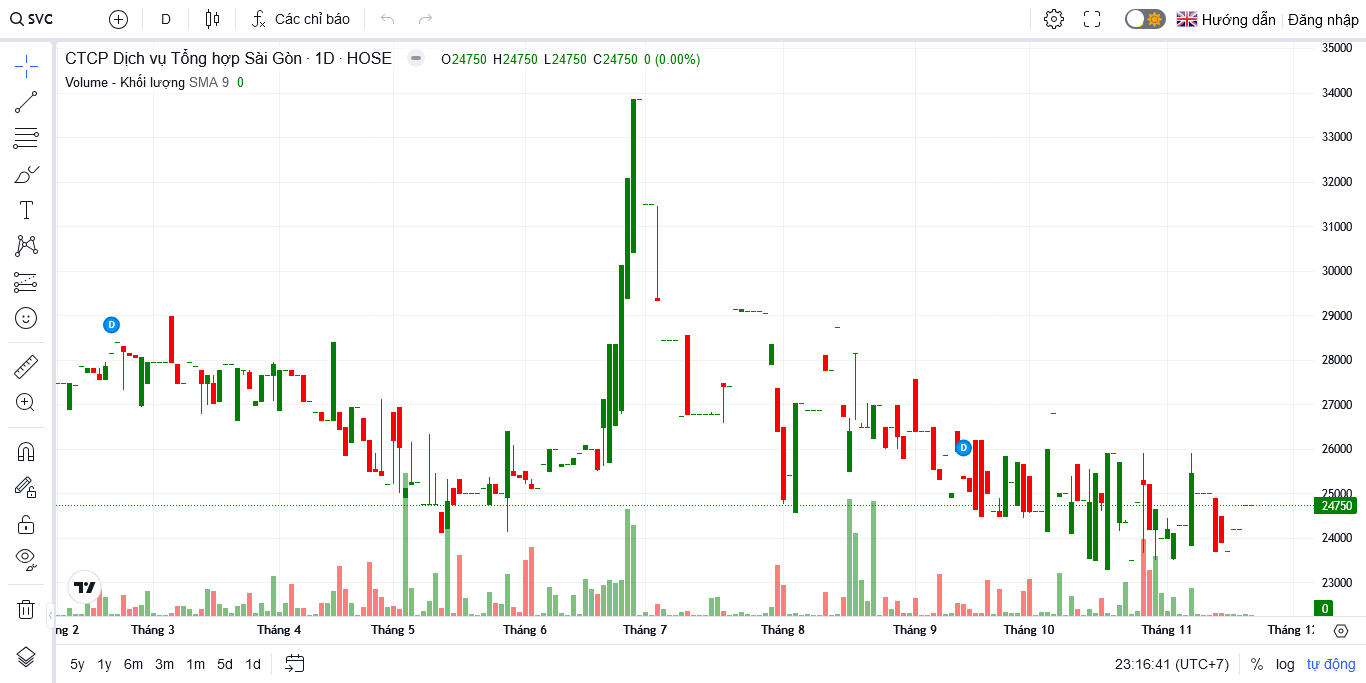 SVC D Các chỉ báo Hướng dẫn Đăng nhập
CTCP Dịch vụ Tổng hợp Sài Gòn · 1D · HOSE O24750 H24750 L24750 C24750 0 (0.00%)
Volume - Khối lượng SMA 9 0
35000
34000
33000
32000
31000
30000
29000
28000
27000
26000
25000
24750
24000
23000
0
D
D
ng 2 Tháng 3 Tháng 4 Tháng 5 Tháng 6 Tháng 7 Tháng 8 Tháng 9 Tháng 10 Tháng 11 Tháng 12
5y 1y 6m 3m 1m 5d 1d 23:16:41 (UTC+7) % log tự động